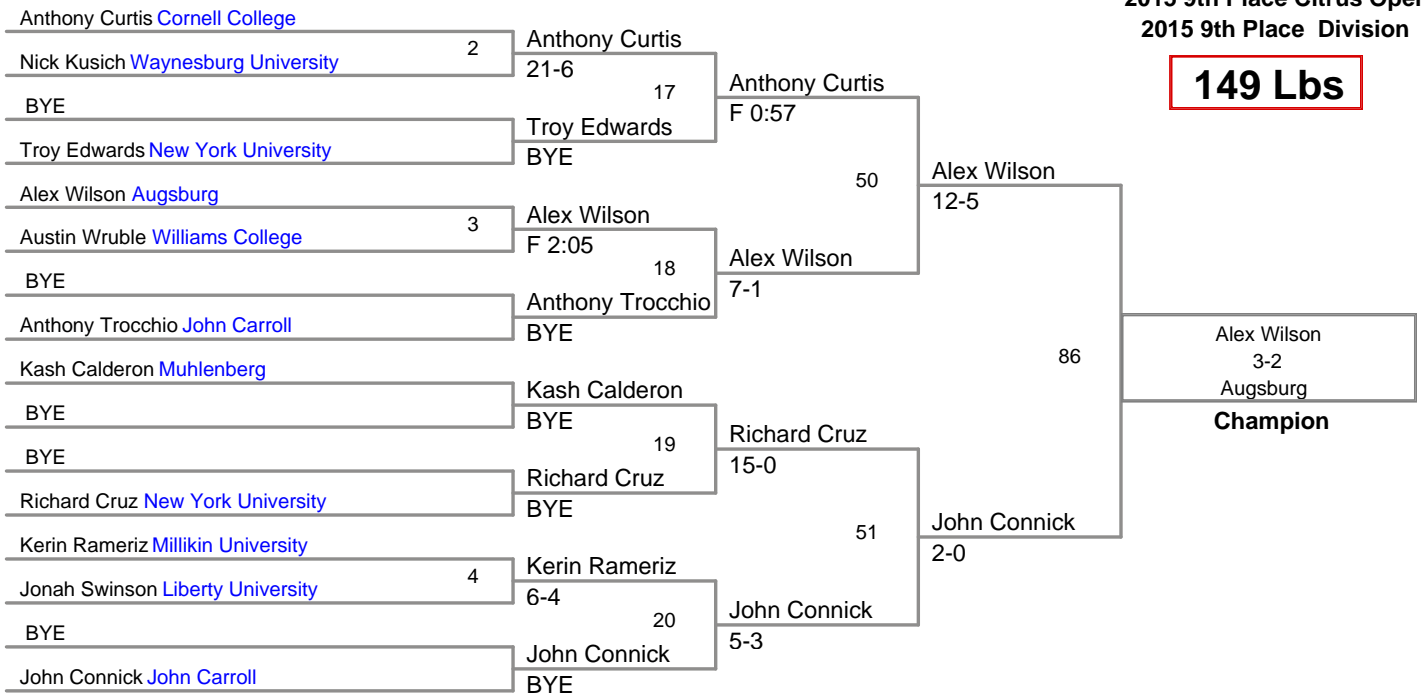 2015 9th Place Citrus Open
2015 9th Place Division
149 Lbs
Anthony Curtis Cornell College
Nick Kusich Waynesburg University
BYE
Troy Edwards New York University
Alex Wilson Augsburg
Austin Wruble Williams College
BYE
Anthony Trocchio John Carroll
Kash Calderon Muhlenberg
BYE
BYE
Richard Cruz New York University
Kerin Rameriz Millikin University
Jonah Swinson Liberty University
BYE
John Connick John Carroll
2
3
4
Anthony Curtis
21-6
Troy Edwards
BYE
Alex Wilson
F 2:05
Anthony Trocchio
BYE
Kash Calderon
BYE
Richard Cruz
BYE
Kerin Rameriz
6-4
John Connick
BYE
17
18
19
20
Anthony Curtis
F 0:57
Alex Wilson
7-1
Richard Cruz
15-0
John Connick
5-3
50
51
Alex Wilson
12-5
John Connick
2-0
86
Alex Wilson
3-2
Augsburg
Champion